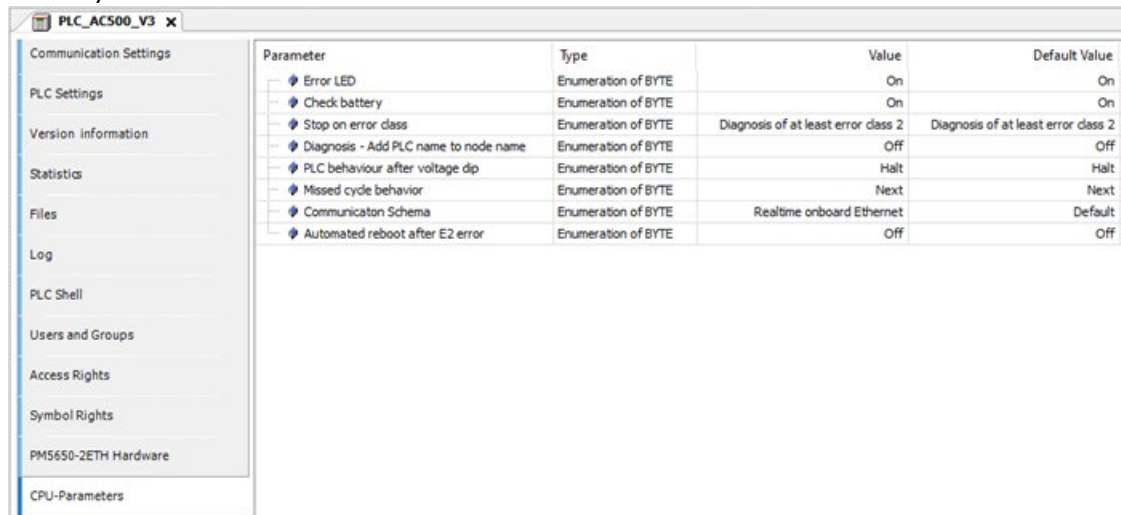 PLC_AC500_V3 x
Communication Settings
PLC Settings
Version information
Statistics
Files
Log
PLC Shell
Users and Groups
Access Rights
Symbol Rights
PM5650-2ETH Hardware
CPU-Parameters
Parameter Type Value Default Value
Error LED Enumeration of BYTE On On
Check battery Enumeration of BYTE On On
Stop on error class Enumeration of BYTE Diagnosis of at least error class 2 Diagnosis of at least error class 2
Diagnosis - Add PLC name to node name Enumeration of BYTE Off Off
PLC behaviour after voltage dip Enumeration of BYTE Halt Halt
Missed cycle behavior Enumeration of BYTE Next Next
Communicaton Schema Enumeration of BYTE Realtime onboard Ethernet Default
Automated reboot after E2 error Enumeration of BYTE Off Off